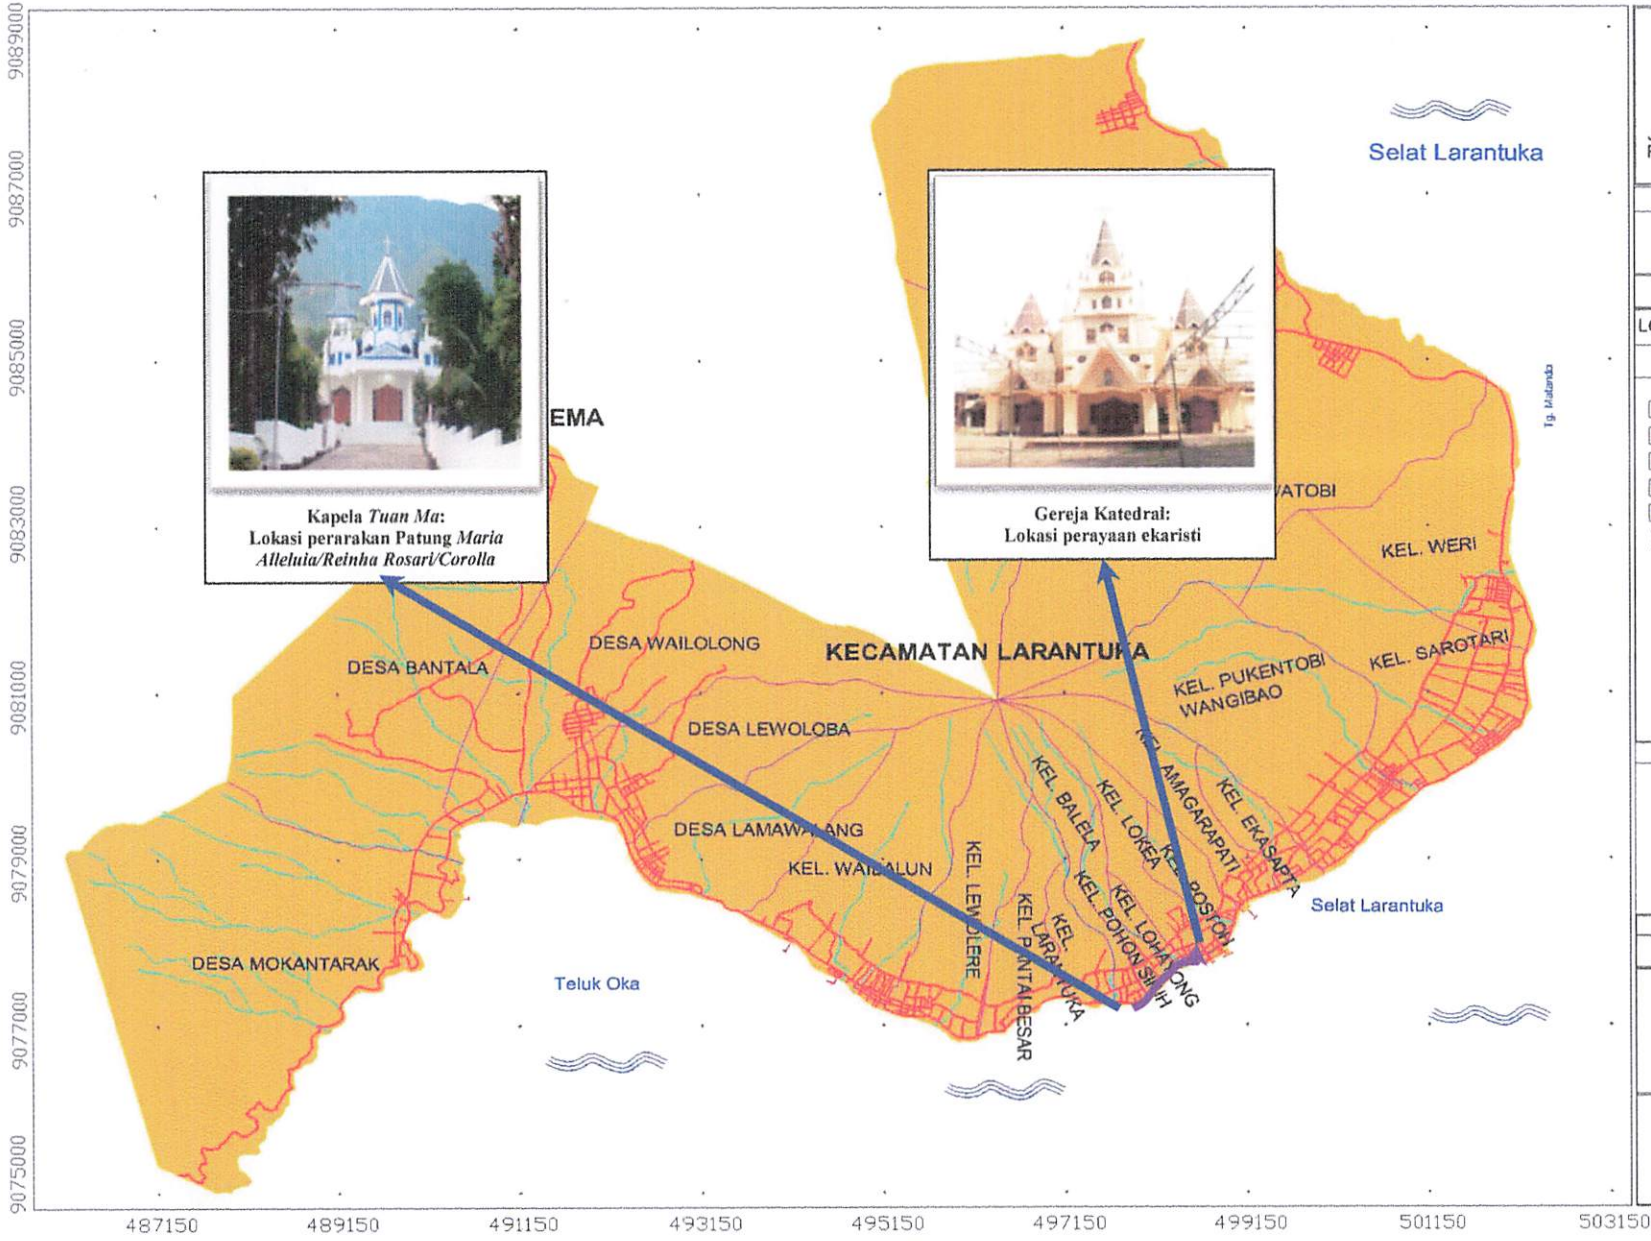 9089000
9087000
9085000
9083000
9081000
9079000
9077000
9075000
Selat Larantuka
Kapela Tuan Ma:
Lokasi perarakan Patung Maria
Alleluia/Reinha Rosari/Corolla
Gereja Katedral:
Lokasi perayaan ekaristi
EMA
Tg. Matando
WATOBI
KEL. WERI
KEL. SAROTARI
KEL. PUKENTOBI
WANGIBAO
KECAMATAN LARANTUKA
DESA WAILOLONG
DESA BANTALA
DESA LEWOLOBA
DESA LAMAWALANG
KEL. WAIBALUN
KEL. LEWOLERE
KEL. PANTAI BESAR
KEL.
LARANTUKA
KEL. BALELA
KEL. POHON SIRIH
KEL. LOHAYONG
KEL. LOKEA
KEL. POSTOH
KEL. AMAGARAPATI
KEL. EKASAPTA
Selat Larantuka
DESA MOKANTARAK
Teluk Oka
487150 489150 491150 493150 495150 497150 499150 501150 503150